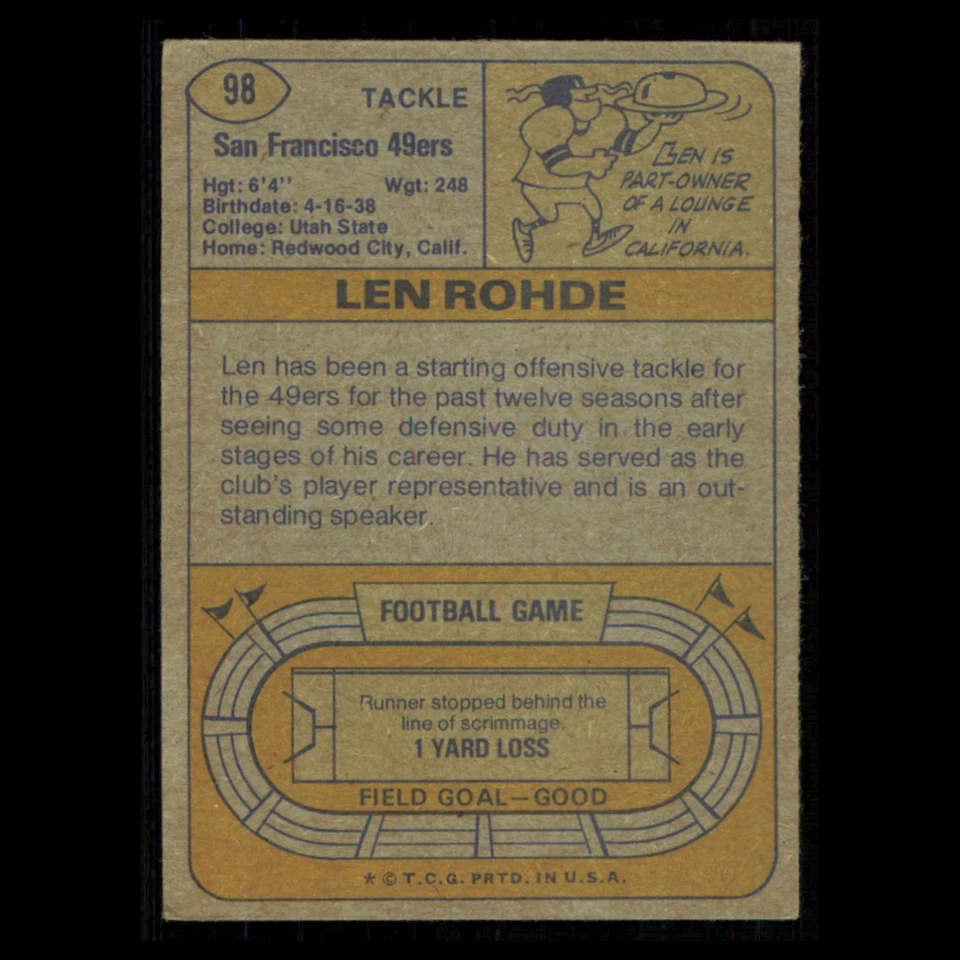 98
TACKLE
San Francisco 49ers
Hgt: 6'4'' Wgt: 248
Birthdate: 4-16-38
College: Utah State
Home: Redwood City, Calif.
BEN IS
PART-OWNER
OF A LOUNGE
IN
CALIFORNIA.
LEN ROHDE
Len has been a starting offensive tackle for
the 49ers for the past twelve seasons after
seeing some defensive duty in the early
stages of his career. He has served as the
club's player representative and is an out-
standing speaker.
FOOTBALL GAME
Runner stopped behind the
line of scrimmage.
1 YARD LOSS
FIELD GOAL—GOOD
* © T.C.G. PRTD. IN U.S.A.